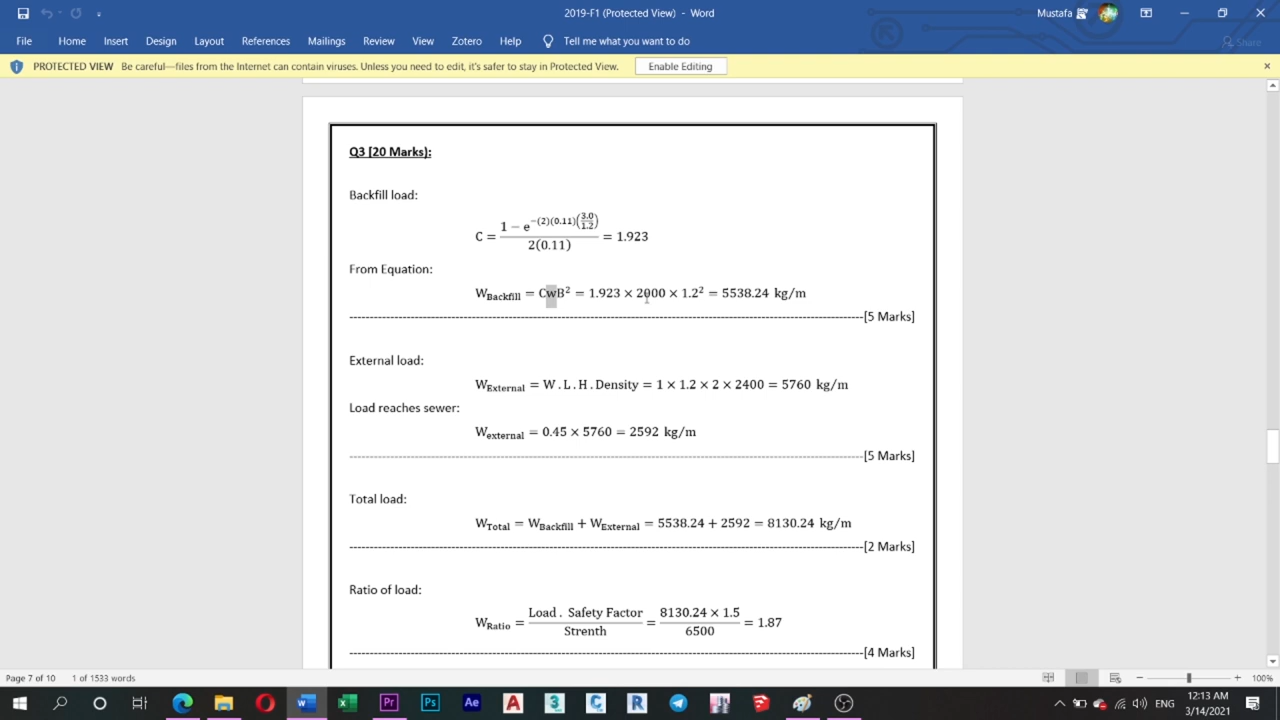 2019-F1 (Protected View) - Word
Mustafa
File Home Insert Design Layout References Mailings Review View Zotero Help Tell me what you want to do Share
PROTECTED VIEW Be careful—files from the Internet can contain viruses. Unless you need to edit, it's safer to stay in Protected View. Enable Editing
Q3 [20 Marks):
Backfill load:
C = (1 − e^(−(2)(0.11)(3.0/1.2))) / 2(0.11) = 1.923
From Equation:
W_Backfill = CwB² = 1.923 × 2000 × 1.2² = 5538.24 kg/m
--------------------[5 Marks]
External load:
W_External = W . L . H . Density = 1 × 1.2 × 2 × 2400 = 5760 kg/m
Load reaches sewer:
W_external = 0.45 × 5760 = 2592 kg/m
--------------------[5 Marks]
Total load:
W_Total = W_Backfill + W_External = 5538.24 + 2592 = 8130.24 kg/m
--------------------[2 Marks]
Ratio of load:
W_Ratio = Load . Safety Factor / Strenth = 8130.24 × 1.5 / 6500 = 1.87
--------------------[4 Marks]
Page 7 of 10 1 of 1533 words 100%
12:13 AM
ENG
3/14/2021